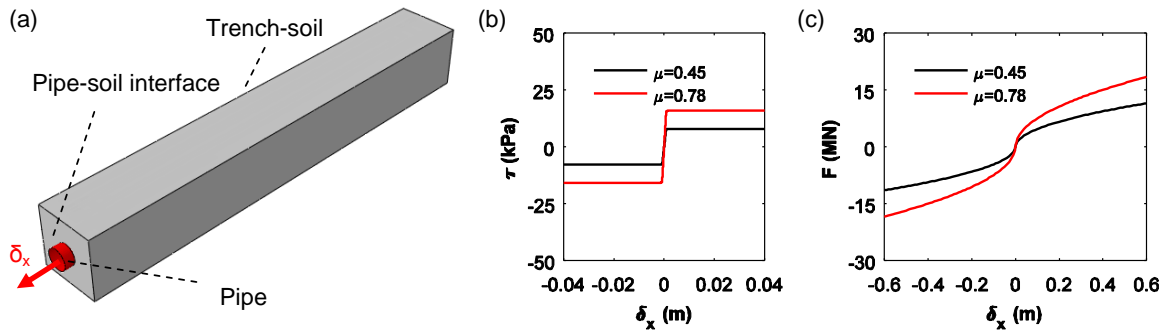 (a)
Trench-soil
Pipe-soil interface
δx
Pipe
(b)
50
25
0
-25
-50
τ (kPa)
μ=0.45
μ=0.78
-0.04 -0.02 0 0.02 0.04
δx (m)
(c)
30
15
0
-15
-30
F (MN)
μ=0.45
μ=0.78
-0.6 -0.4 -0.2 0 0.2 0.4 0.6
δx (m)